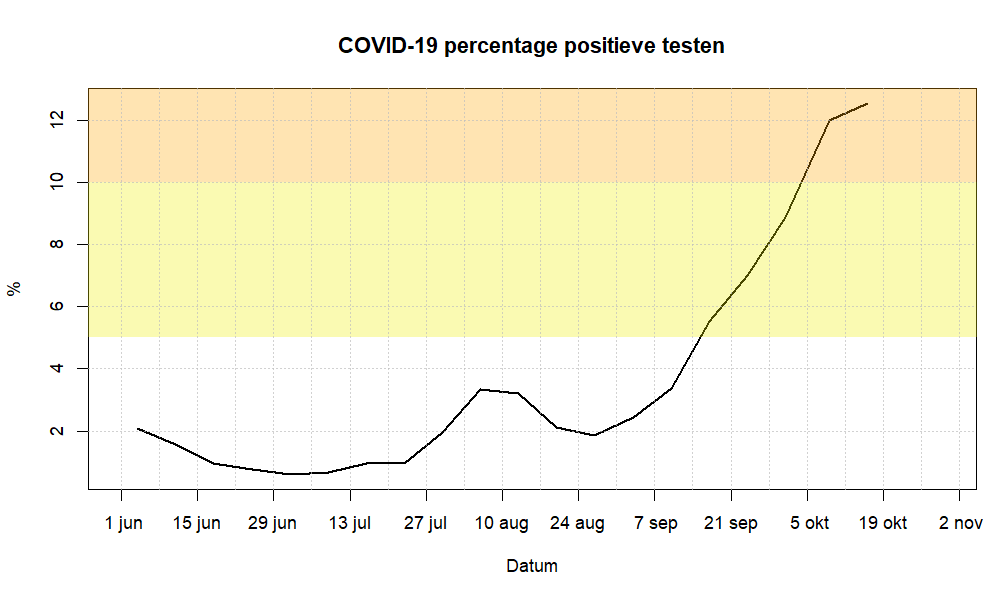 COVID-19 percentage positieve testen
%
12
10
8
6
4
2
1 jun 15 jun 29 jun 13 jul 27 jul 10 aug 24 aug 7 sep 21 sep 5 okt 19 okt 2 nov
Datum